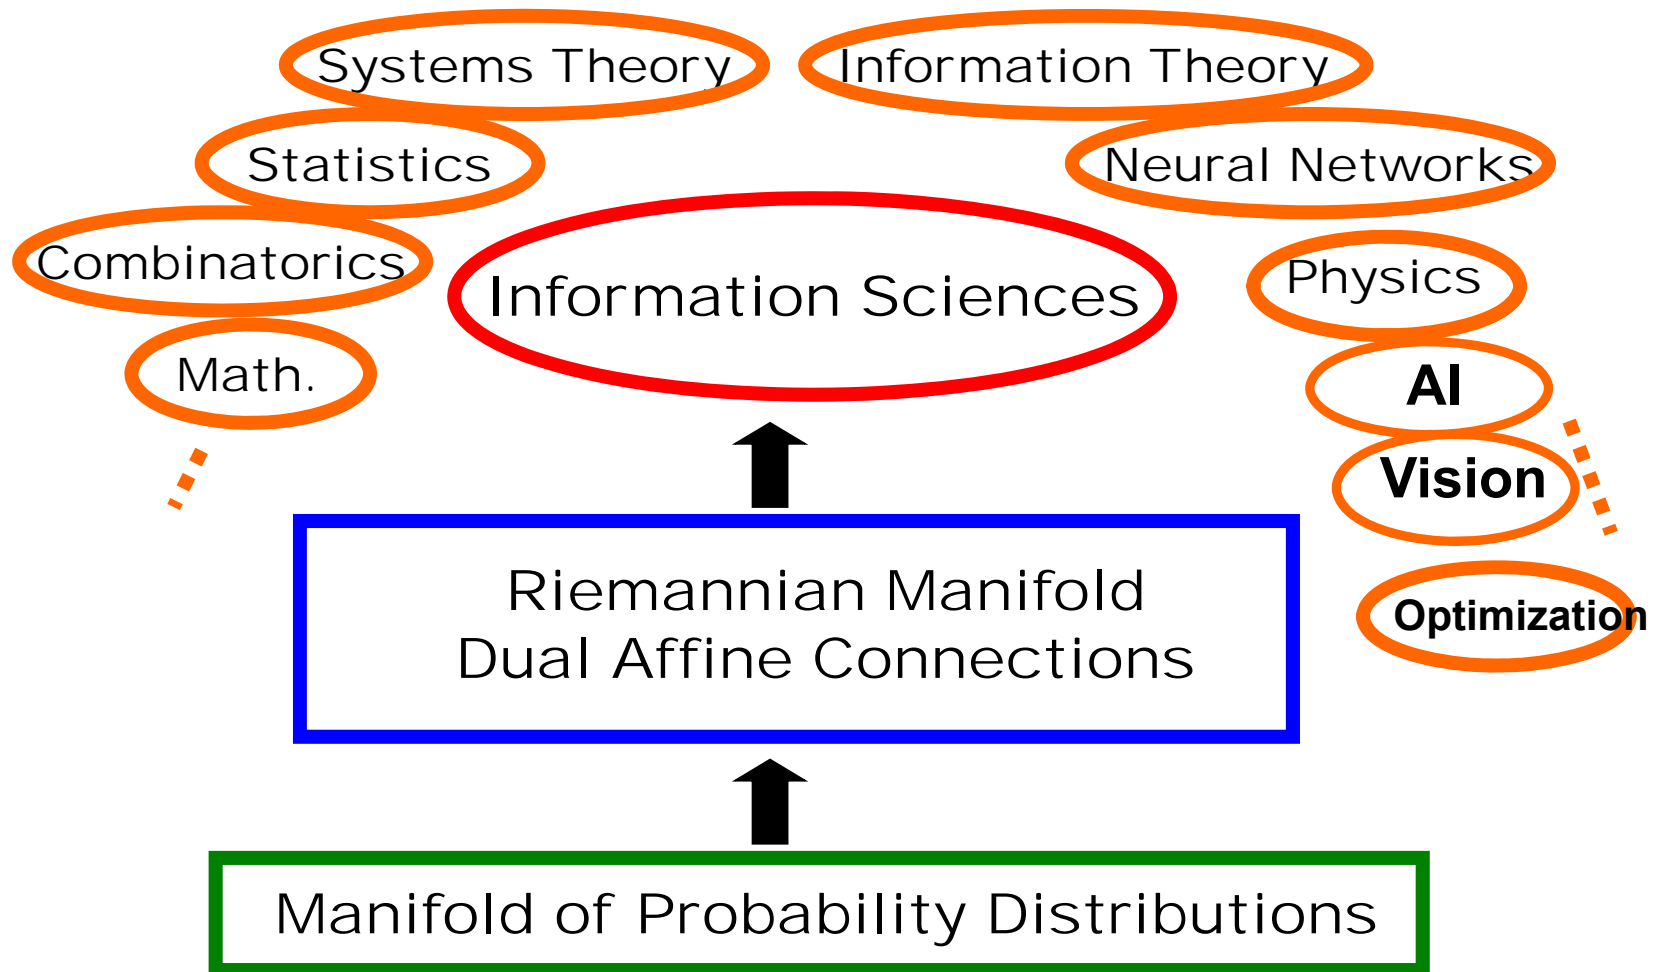 Systems Theory
Information Theory
Statistics
Neural Networks
Combinatorics
Information Sciences
Physics
Math.
AI
Vision
Riemannian Manifold
Dual Affine Connections
Optimization
Manifold of Probability Distributions